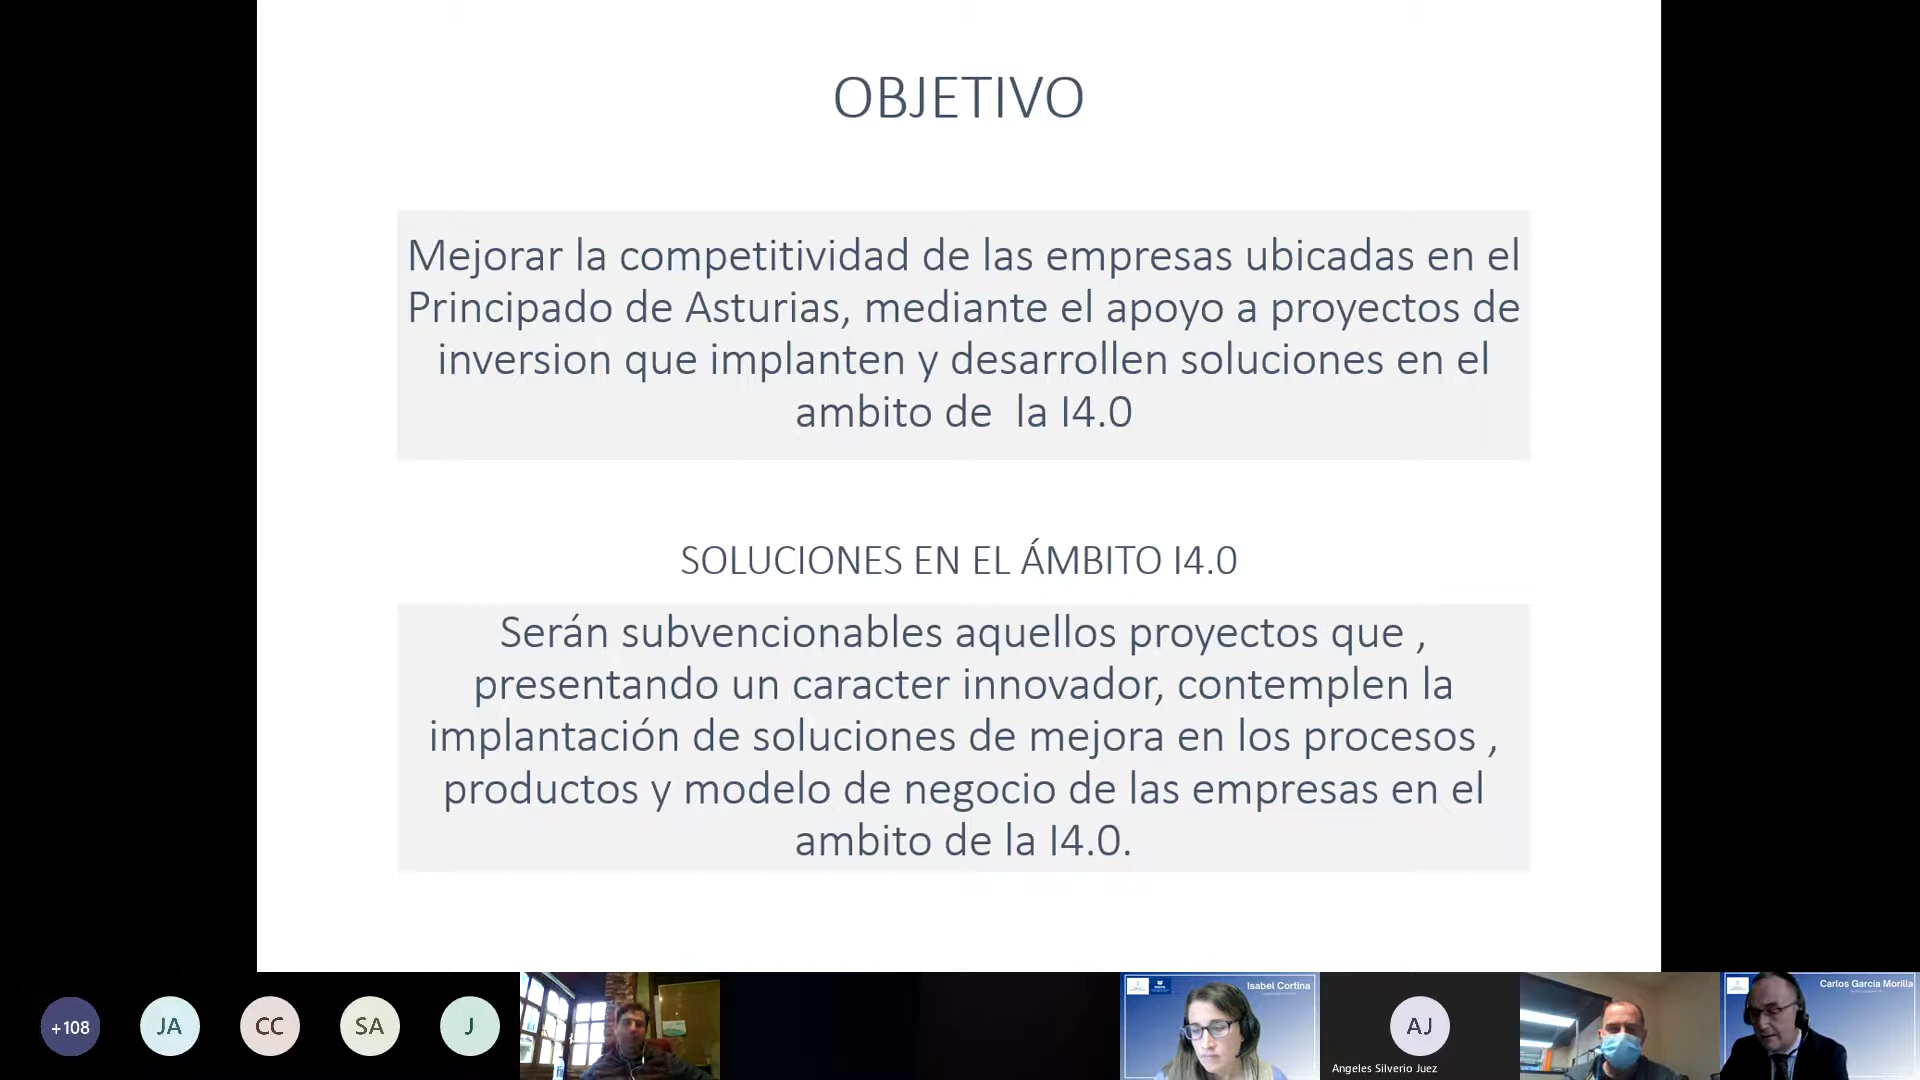 OBJETIVO
Mejorar la competitividad de las empresas ubicadas en el
Principado de Asturias, mediante el apoyo a proyectos de
inversion que implanten y desarrollen soluciones en el
ambito de  la I4.0
SOLUCIONES EN EL ÁMBITO I4.0
Serán subvencionables aquellos proyectos que ,
presentando un caracter innovador, contemplen la
implantación de soluciones de mejora en los procesos ,
productos y modelo de negocio de las empresas en el
ambito de la I4.0.
+108
JA
CC
SA
J
Isabel Cortina
AJ
Angeles Silverio Juez
Carlos García Morilla